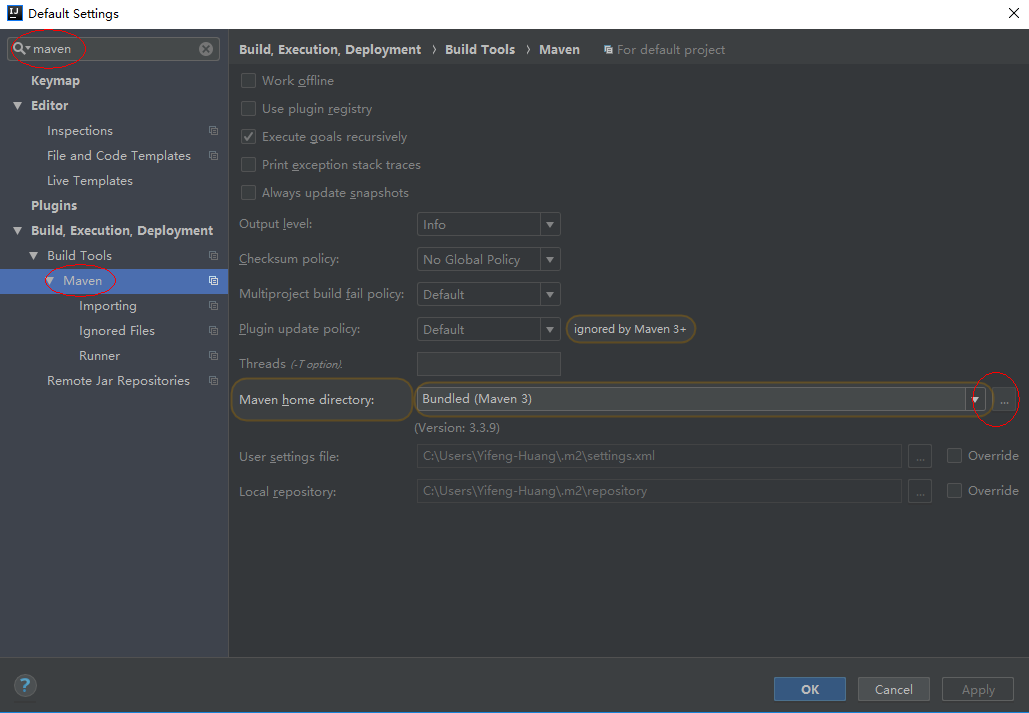 Default Settings
maven
Keymap
Editor
Inspections
File and Code Templates
Live Templates
Plugins
Build, Execution, Deployment
Build Tools
Maven
Importing
Ignored Files
Runner
Remote Jar Repositories
Build, Execution, Deployment › Build Tools › Maven For default project
Work offline
Use plugin registry
Execute goals recursively
Print exception stack traces
Always update snapshots
Output level: Info
Checksum policy: No Global Policy
Multiproject build fail policy: Default
Plugin update policy: Default ignored by Maven 3+
Threads (-T option).
Maven home directory: Bundled (Maven 3) ...
(Version: 3.3.9)
User settings file: C:\Users\Yifeng-Huang\.m2\settings.xml ... Override
Local repository: C:\Users\Yifeng-Huang\.m2\repository ... Override
? OK Cancel Apply